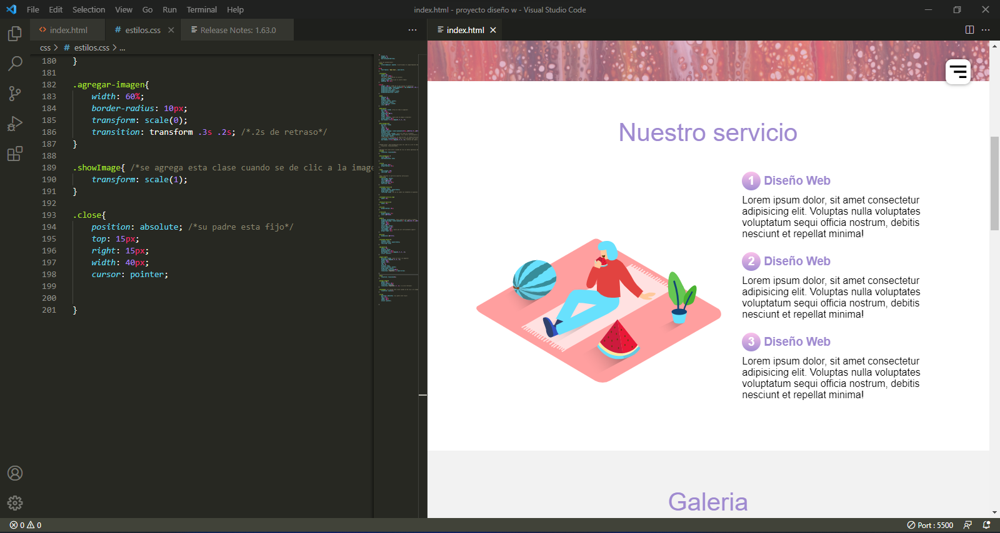 File Edit Selection View Go Run Terminal Help
index.html - proyecto diseño w - Visual Studio Code
index.html
# estilos.css
Release Notes: 1.63.0
css > # estilos.css > ...
180 }
181
182 .agregar-imagen{
183 width: 60%;
184 border-radius: 10px;
185 transform: scale(0);
186 transition: transform .3s .2s; /*.2s de retraso*/
187 }
188
189 .showImage{ /*se agrega esta clase cuando se de clic a la image
190 transform: scale(1);
191 }
192
193 .close{
194 position: absolute; /*su padre esta fijo*/
195 top: 15px;
196 right: 15px;
197 width: 40px;
198 cursor: pointer;
199
200
201 }
index.html
Nuestro servicio
1 Diseño Web
Lorem ipsum dolor, sit amet consectetur
adipisicing elit. Voluptas nulla voluptates
voluptatum sequi officia nostrum, debitis
nesciunt et repellat minima!
2 Diseño Web
Lorem ipsum dolor, sit amet consectetur
adipisicing elit. Voluptas nulla voluptates
voluptatum sequi officia nostrum, debitis
nesciunt et repellat minima!
3 Diseño Web
Lorem ipsum dolor, sit amet consectetur
adipisicing elit. Voluptas nulla voluptates
voluptatum sequi officia nostrum, debitis
nesciunt et repellat minima!
Galeria
0 0
Port : 5500